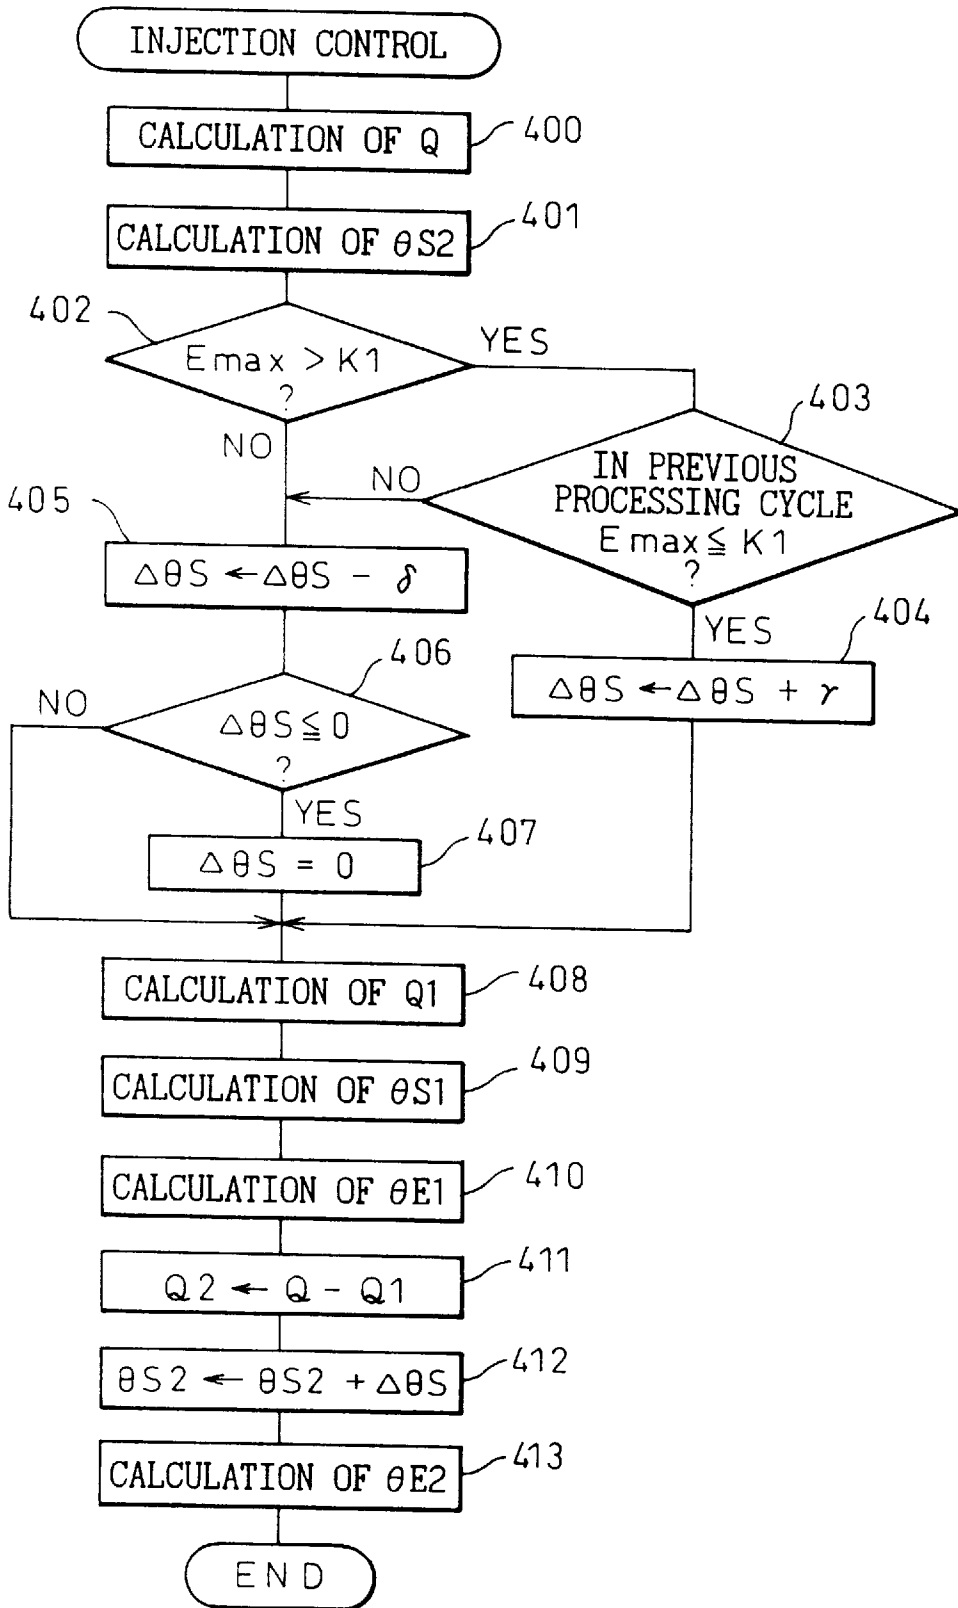 INJECTION CONTROL
CALCULATION OF Q
400
CALCULATION OF θS2
401
402
Emax > K1
?
YES
NO
403
IN PREVIOUS
PROCESSING CYCLE
Emax ≦ K1
?
NO
YES
405
ΔθS ← ΔθS - δ
404
ΔθS ← ΔθS + γ
406
ΔθS ≦ 0
?
NO
YES
407
ΔθS = 0
CALCULATION OF Q1
408
CALCULATION OF θS1
409
CALCULATION OF θE1
410
Q2 ← Q - Q1
411
θS2 ← θS2 + ΔθS
412
CALCULATION OF θE2
413
END